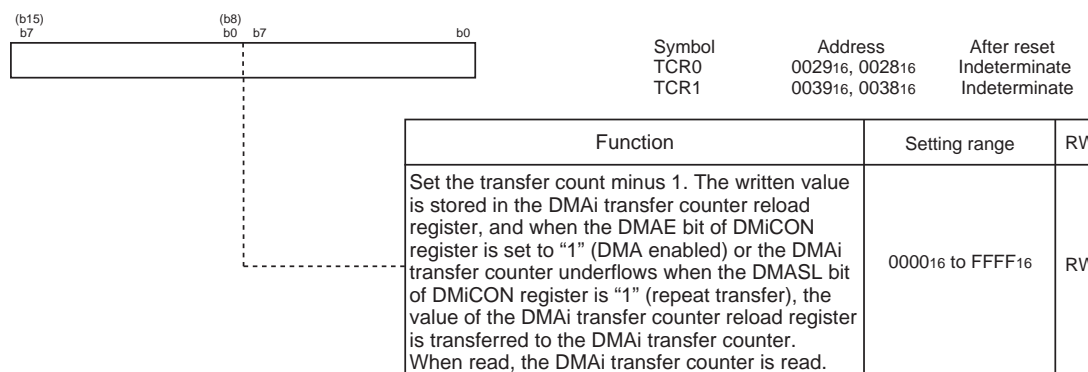 (b15) (b8)
b7 b0 b7 b0
Symbol Address After reset
TCR0 002916, 002816 Indeterminate
TCR1 003916, 003816 Indeterminate
Function Setting range RW
Set the transfer count minus 1. The written value
is stored in the DMAi transfer counter reload
register, and when the DMAE bit of DMiCON
register is set to “1” (DMA enabled) or the DMAi
transfer counter underflows when the DMASL bit
of DMiCON register is “1” (repeat transfer), the
value of the DMAi transfer counter reload register
is transferred to the DMAi transfer counter.
When read, the DMAi transfer counter is read.
000016 to FFFF16 RW